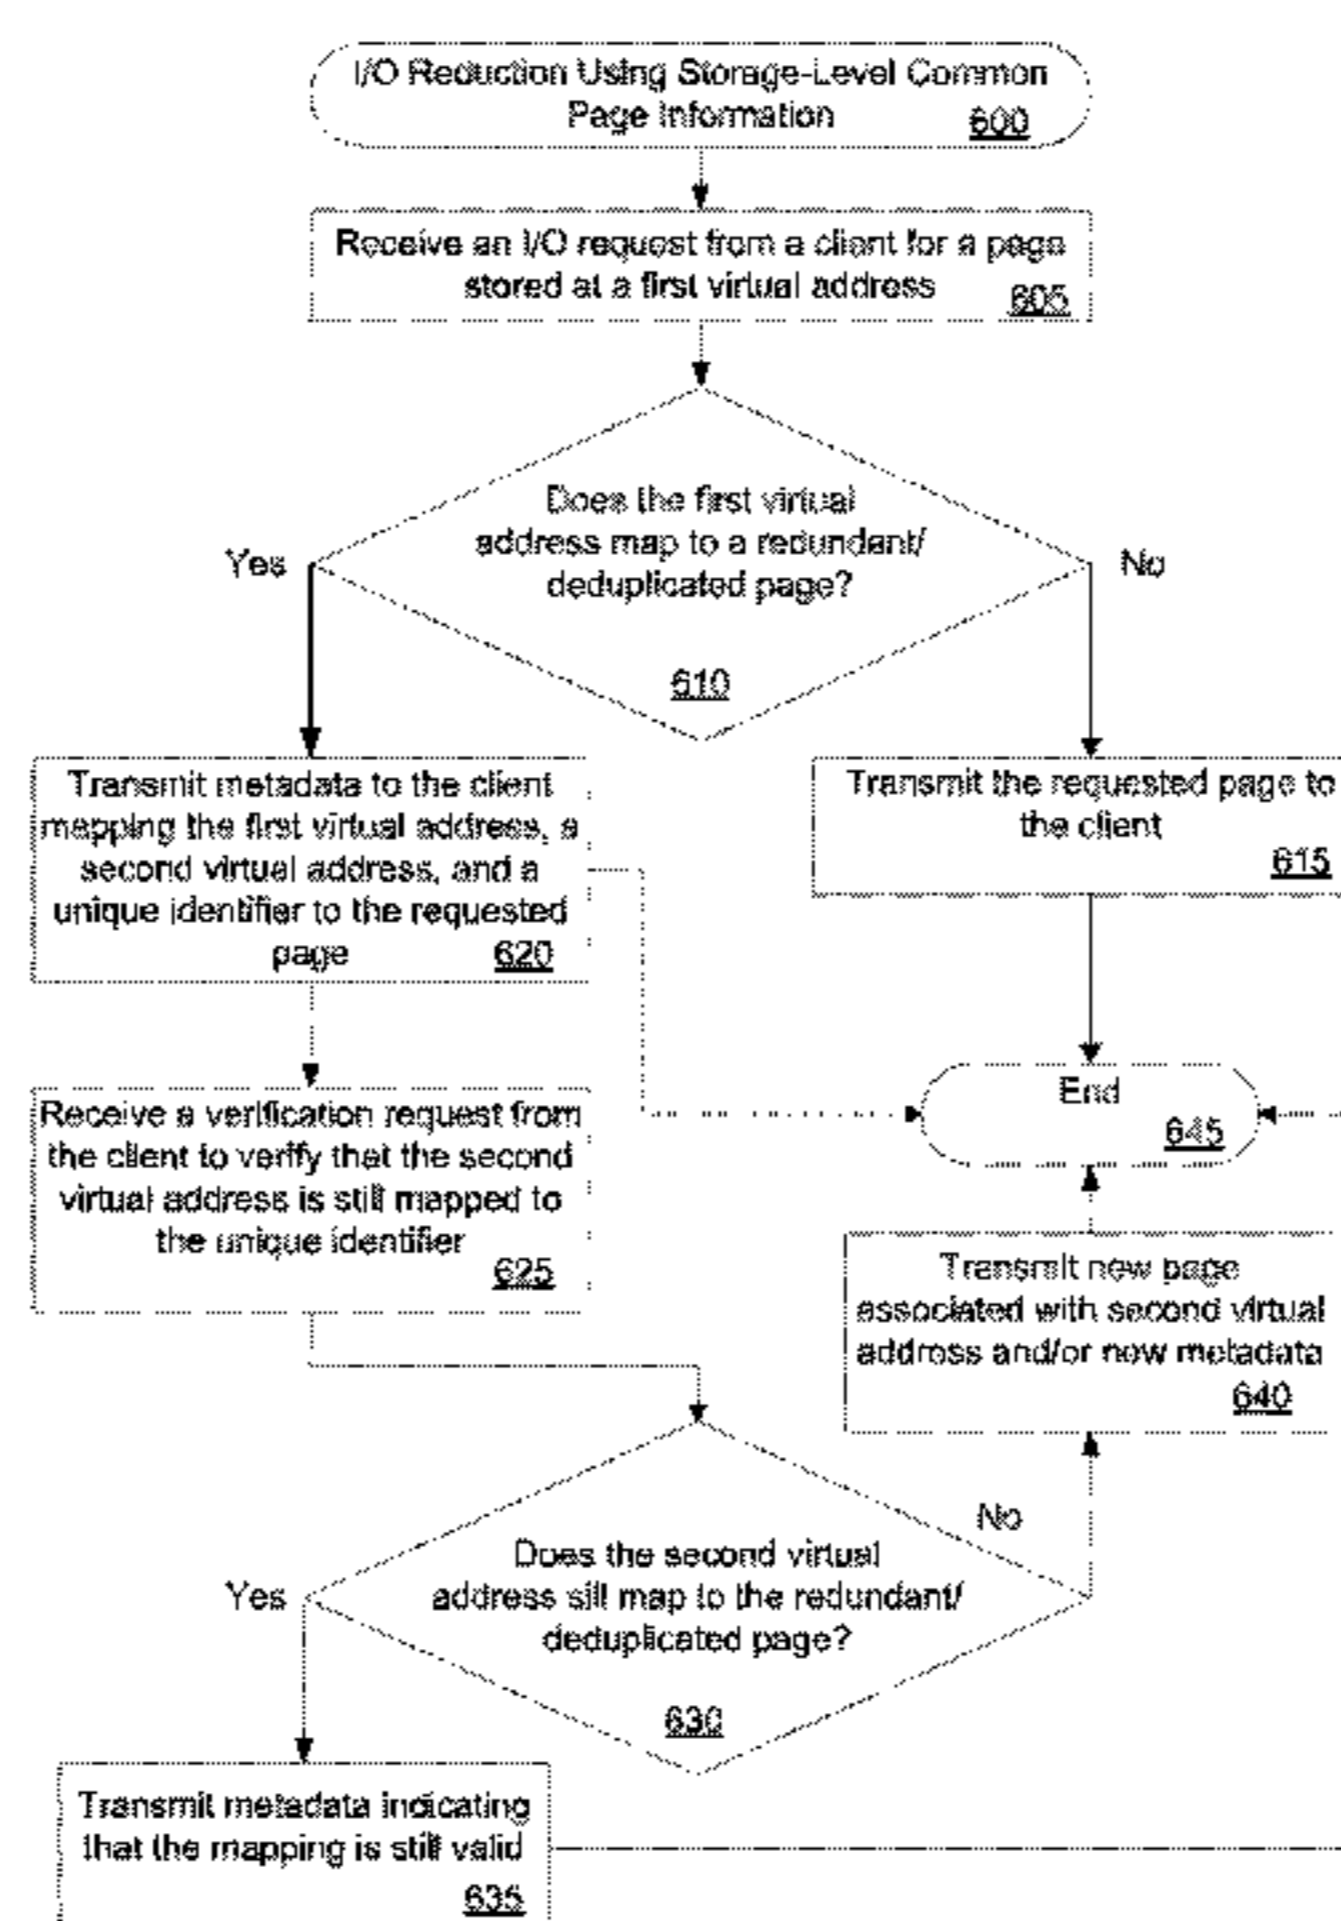 I/O Reduction Using Storage-Level Common
Page Information
600
Receive an I/O request from a client for a page
stored at a first virtual address
605
Does the first virtual
address map to a redundant/
deduplicated page?
Yes
No
610
Transmit metadata to the client
mapping the first virtual address, a
second virtual address, and a
unique identifier to the requested
page
620
Transmit the requested page to
the client
615
Receive a verification request from
the client to verify that the second
virtual address is still mapped to
the unique identifier
625
End
645
Transmit new page
associated with second virtual
address and/or new metadata
640
No
Does the second virtual
address sill map to the redundant/
deduplicated page?
Yes
630
Transmit metadata indicating
that the mapping is still valid
635